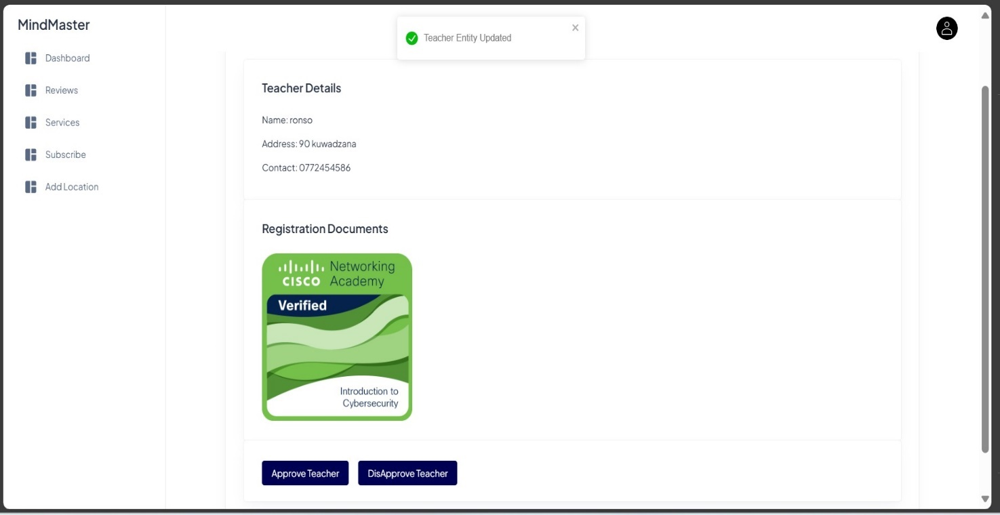 MindMaster
Teacher Entity Updated
Dashboard
Reviews
Services
Subscribe
Add Location
Teacher Details
Name: ronso
Address: 90 kuwadzana
Contact: 0772454586
Registration Documents
Networking
CISCO Academy
Verified
Introduction to
Cybersecurity
Approve Teacher
DisApprove Teacher